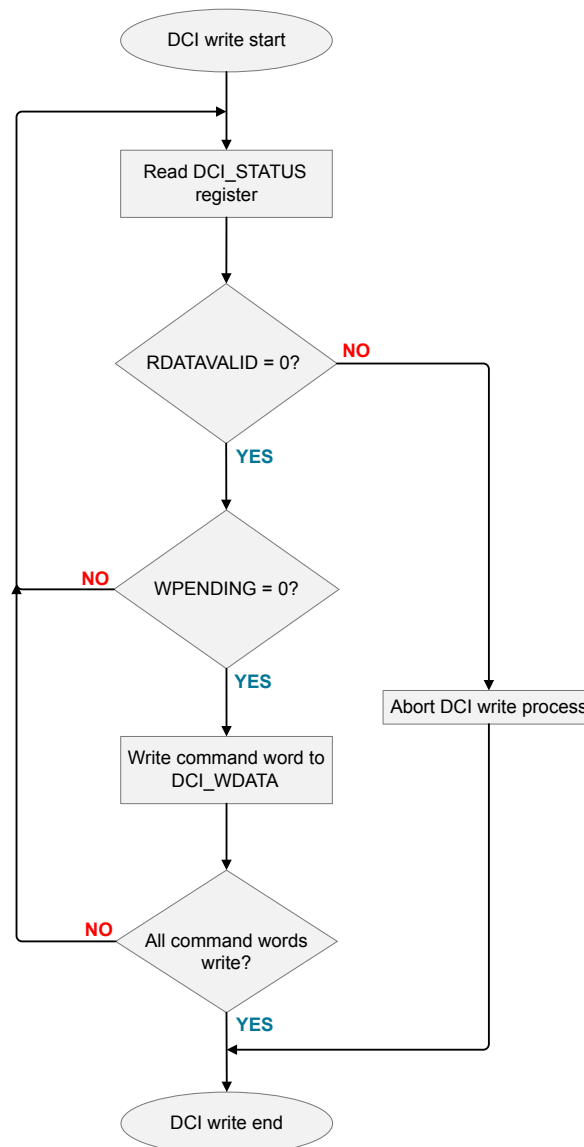 DCI write start
Read DCI_STATUS
register
RDATAVALID = 0?
NO
YES
WPENDING = 0?
NO
YES
Abort DCI write process
Write command word to
DCI_WDATA
All command words
write?
NO
YES
DCI write end